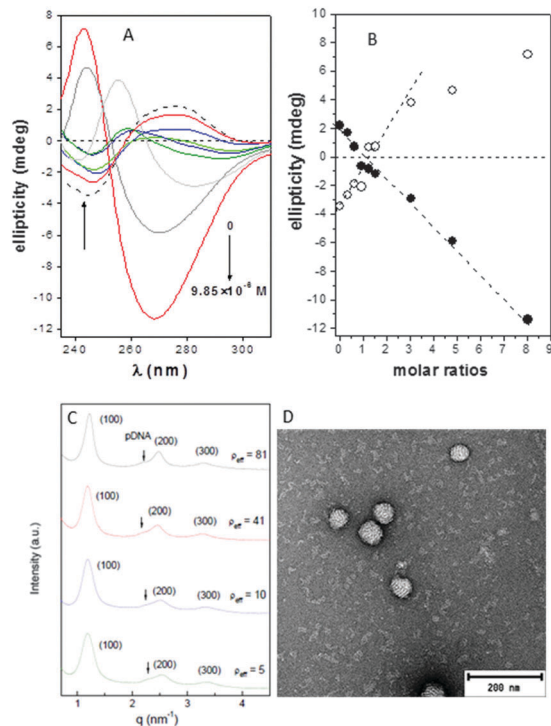 A
8
6
4
2
0
-2
-4
-6
-8
-10
-12
ellipticity (mdeg)
0
9.85×10⁻⁶ M
240 260 280 300
λ (nm)
B
10
8
6
4
2
0
-2
-4
-6
-8
-10
-12
ellipticity (mdeg)
0 1 2 3 4 5 6 7 8 9
molar ratios
C
Intensity (a.u.)
(100)
pDNA
(200)
(300)
ρeff = 81
(100)
(200)
(300)
ρeff = 41
(100)
(200)
(300)
ρeff = 10
(100)
(200)
(300)
ρeff = 5
1 2 3 4
q (nm⁻¹)
D
200 nm